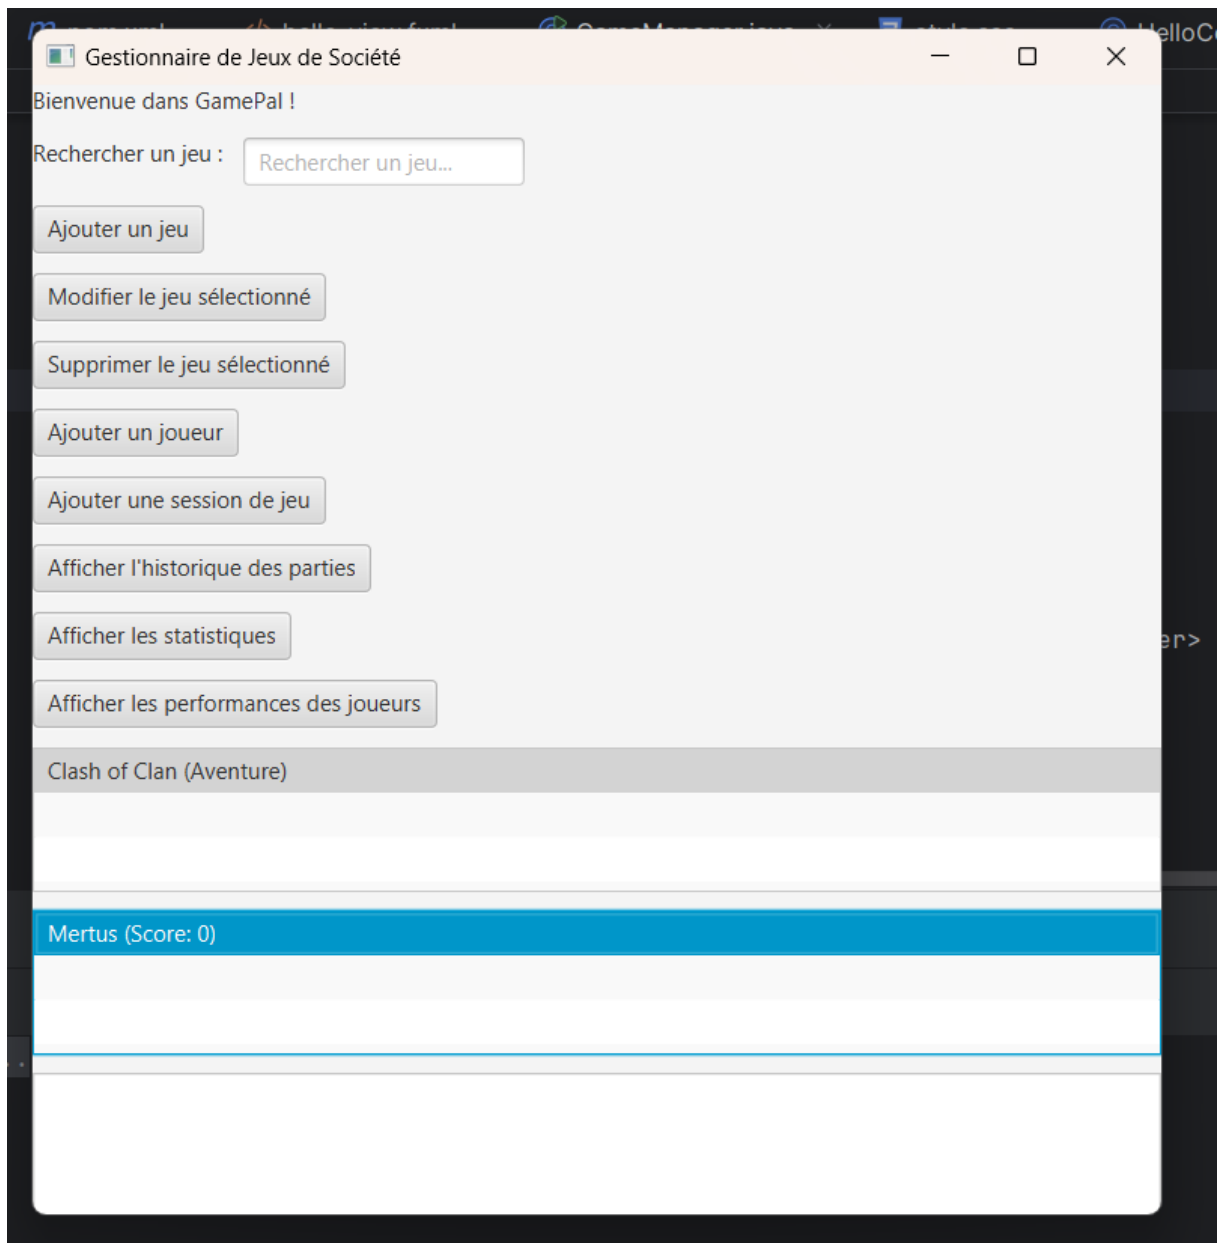 Gestionnaire de Jeux de Société
Bienvenue dans GamePal !
Rechercher un jeu :
Rechercher un jeu...
Ajouter un jeu
Modifier le jeu sélectionné
Supprimer le jeu sélectionné
Ajouter un joueur
Ajouter une session de jeu
Afficher l'historique des parties
Afficher les statistiques
er>
Afficher les performances des joueurs
Clash of Clan (Aventure)
Mertus (Score: 0)